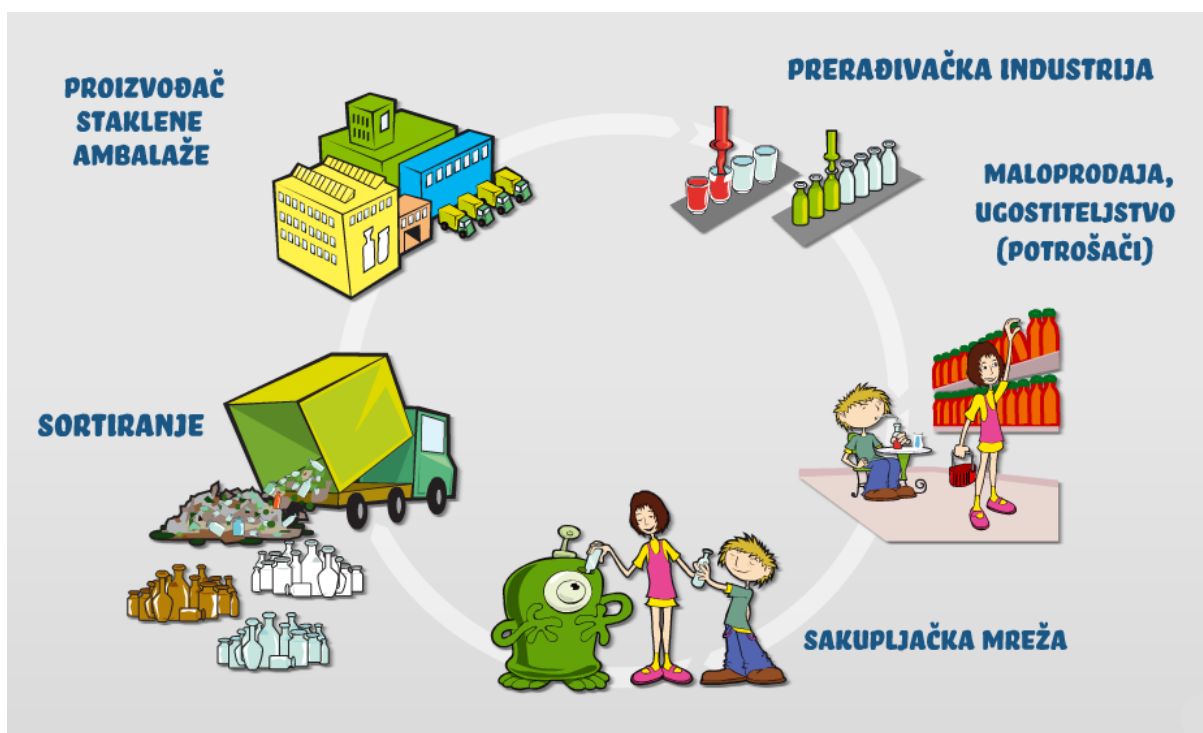 PROIZVOĐAČ
STAKLENE
AMBALAŽE
PRERAĐIVAČKA INDUSTRIJA
MALOPRODAJA,
UGOSTITELJSTVO
(POTROŠAČI)
SORTIRANJE
SAKUPLJAČKA MREŽA